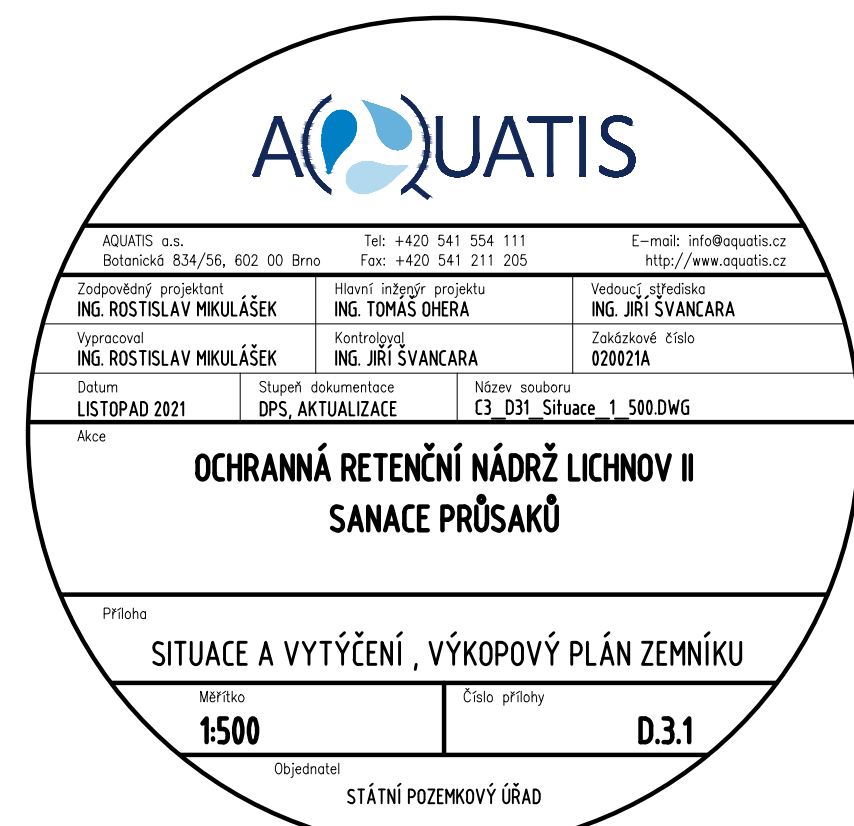 AQUATIS
AQUATIS a.s. Tel: +420 541 554 111 E-mail: info@aquatis.cz
Botanická 834/56, 602 00 Brno Fax: +420 541 211 205 http://www.aquatis.cz
Zodpovědný projektant Hlavní inženýr projektu Vedoucí střediska
ING. ROSTISLAV MIKULÁŠEK ING. TOMÁŠ OHERA ING. JIŘÍ ŠVANCARA
Vypracoval Kontroloval Zakázkové číslo
ING. ROSTISLAV MIKULÁŠEK ING. JIŘÍ ŠVANCARA 020021A
Datum Stupeň dokumentace Název souboru
LISTOPAD 2021 DPS, AKTUALIZACE C3_D31_Situace_1_500.DWG
Akce
OCHRANNÁ RETENČNÍ NÁDRŽ LICHNOV II
SANACE PRŮSAKŮ
Příloha
SITUACE A VYTÝČENÍ , VÝKOPOVÝ PLÁN ZEMNÍKU
Měřítko Číslo přílohy
1:500 D.3.1
Objednatel
STÁTNÍ POZEMKOVÝ ÚŘAD